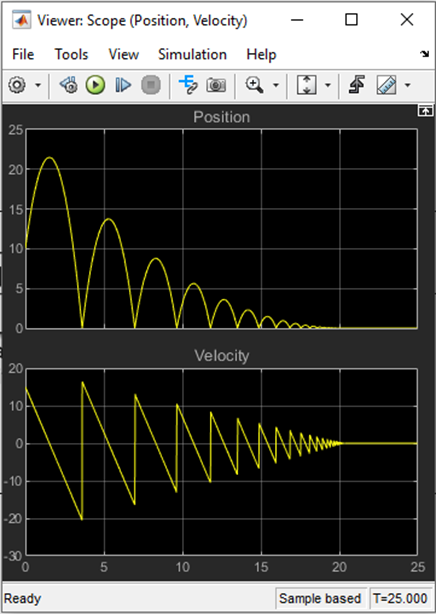 Viewer: Scope (Position, Velocity)
File Tools View Simulation Help
Position
25
20
15
10
5
0
Velocity
20
10
0
-10
-20
-30
0 5 10 15 20 25
Ready Sample based T=25.000